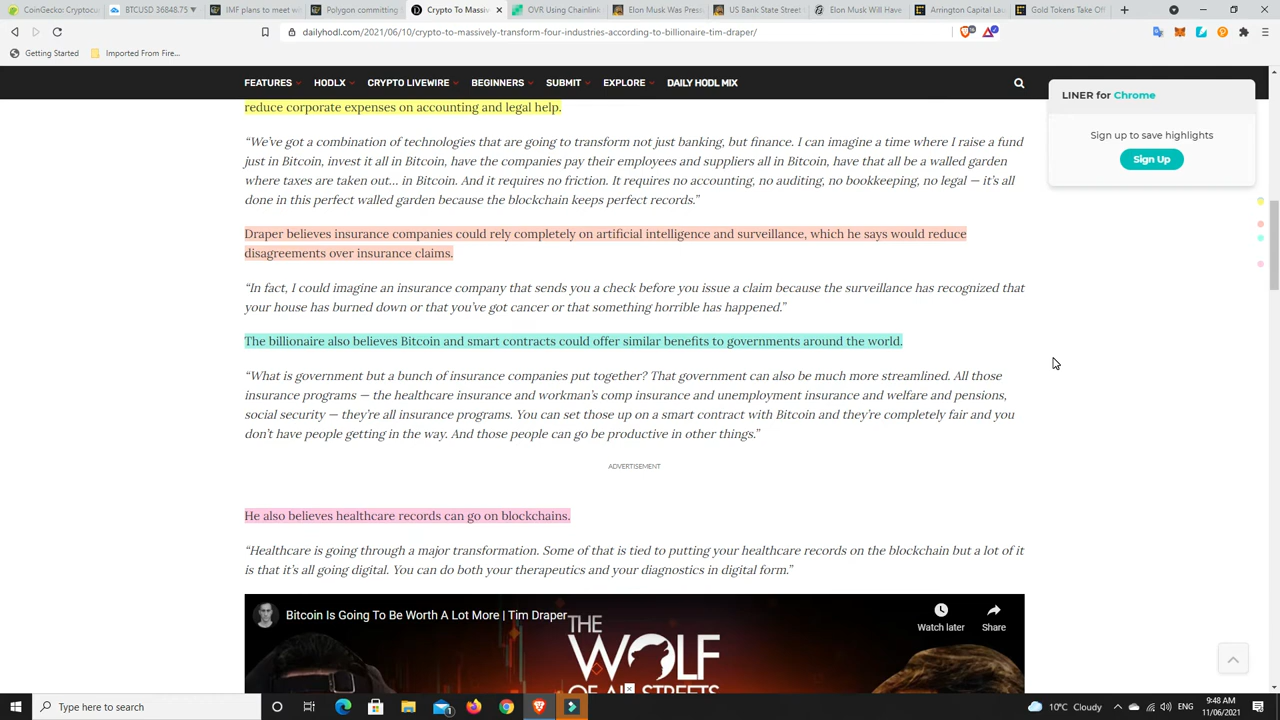 CoinGecko: Cryptocur
BTCUSD 36848.75
IMF plans to meet w
Polygon committing
Crypto To Massive
OVR Using Chainlink
Elon Musk Was Press
US Bank State Street
Elon Musk Will Have
Arrington Capital Lau
Gold Tokens Take Off
dailyhodl.com/2021/06/10/crypto-to-massively-transform-four-industries-according-to-billionaire-tim-draper/
Getting Started
Imported From Fire...
FEATURES
HODLX
CRYPTO LIVEWIRE
BEGINNERS
SUBMIT
EXPLORE
DAILY HODL MIX
LINER for Chrome
Sign up to save highlights
Sign Up
reduce corporate expenses on accounting and legal help.
“We’ve got a combination of technologies that are going to transform not just banking, but finance. I can imagine a time where I raise a fund
just in Bitcoin, invest it all in Bitcoin, have the companies pay their employees and suppliers all in Bitcoin, have that all be a walled garden
where taxes are taken out… in Bitcoin. And it requires no friction. It requires no accounting, no auditing, no bookkeeping, no legal — it’s all
done in this perfect walled garden because the blockchain keeps perfect records.”
Draper believes insurance companies could rely completely on artificial intelligence and surveillance, which he says would reduce
disagreements over insurance claims.
“In fact, I could imagine an insurance company that sends you a check before you issue a claim because the surveillance has recognized that
your house has burned down or that you’ve got cancer or that something horrible has happened.”
The billionaire also believes Bitcoin and smart contracts could offer similar benefits to governments around the world.
“What is government but a bunch of insurance companies put together? That government can also be much more streamlined. All those
insurance programs — the healthcare insurance and workman’s comp insurance and unemployment insurance and welfare and pensions,
social security — they’re all insurance programs. You can set those up on a smart contract with Bitcoin and they’re completely fair and you
don’t have people getting in the way. And those people can go be productive in other things.”
ADVERTISEMENT
He also believes healthcare records can go on blockchains.
“Healthcare is going through a major transformation. Some of that is tied to putting your healthcare records on the blockchain but a lot of it
is that it’s all going digital. You can do both your therapeutics and your diagnostics in digital form.”
Bitcoin Is Going To Be Worth A Lot More | Tim Draper
Watch later
Share
THE
WOLF
OF ALL STREETS
Type here to search
10°C Cloudy
ENG
9:48 AM
11/06/2021